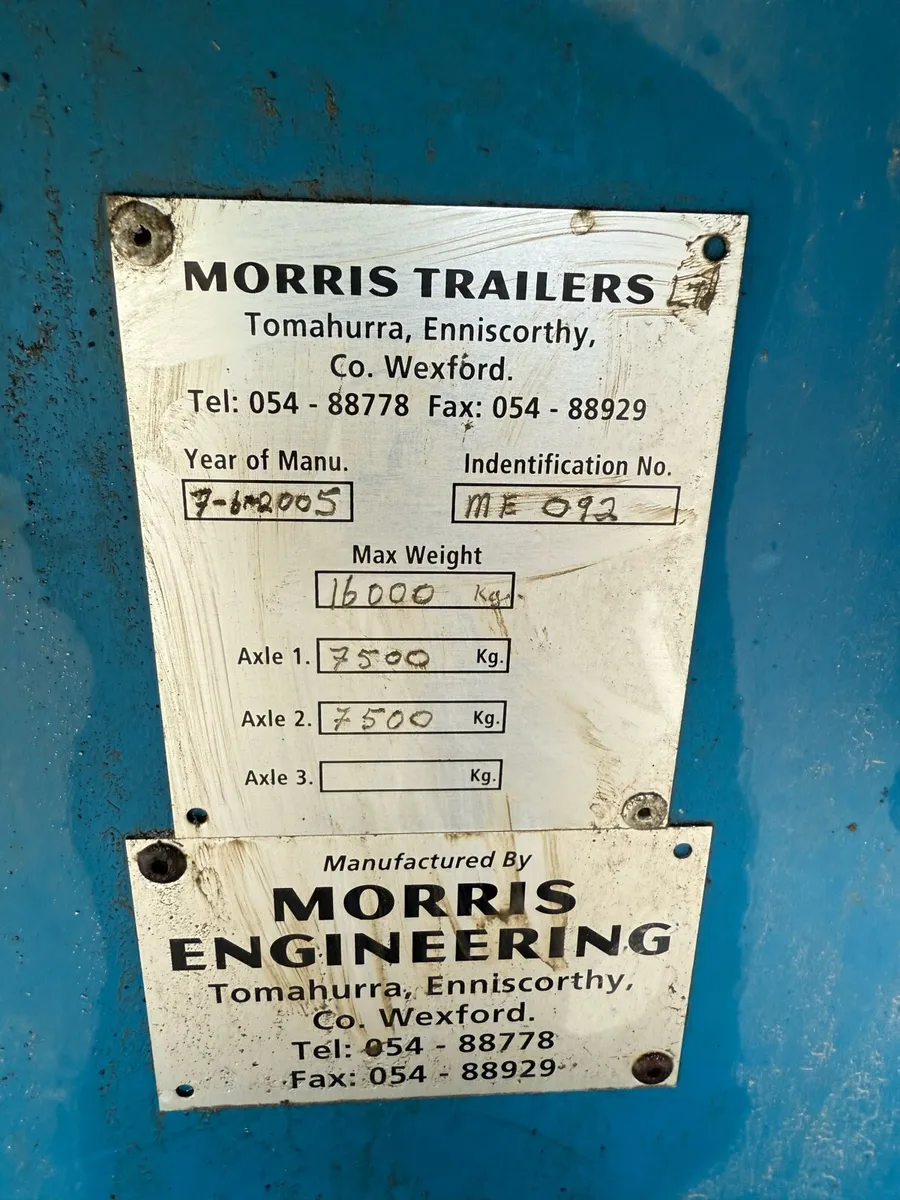 MORRIS TRAILERS
Tomahurra, Enniscorthy,
Co. Wexford.
Tel: 054 - 88778 Fax: 054 - 88929
Year of Manu. Indentification No.
7-6-2005 ME 092
Max Weight
16000 Kg.
Axle 1. 7500 Kg.
Axle 2. 7500 Kg.
Axle 3. Kg.
Manufactured By
MORRIS
ENGINEERING
Tomahurra, Enniscorthy,
Co. Wexford.
Tel: 054 - 88778
Fax: 054 - 88929